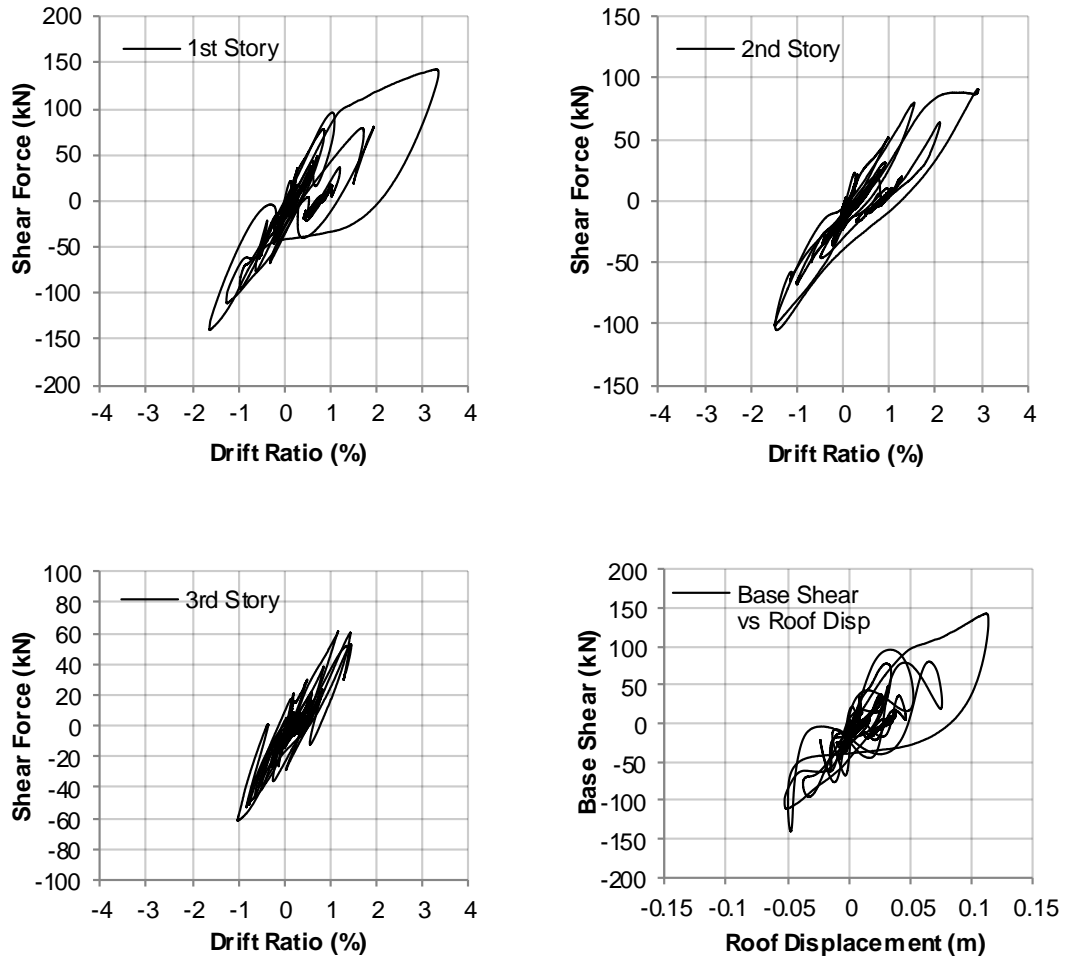 200
150
100
50
0
-50
-100
-150
-200
Shear Force (kN)
1st Story
-4 -3 -2 -1 0 1 2 3 4
Drift Ratio (%)
150
100
50
0
-50
-100
-150
Shear Force (kN)
2nd Story
-4 -3 -2 -1 0 1 2 3 4
Drift Ratio (%)
100
80
60
40
20
0
-20
-40
-60
-80
-100
Shear Force (kN)
3rd Story
-4 -3 -2 -1 0 1 2 3 4
Drift Ratio (%)
200
150
100
50
0
-50
-100
-150
-200
Base Shear (kN)
Base Shear
vs Roof Disp
-0.15 -0.1 -0.05 0 0.05 0.1 0.15
Roof Displacement (m)